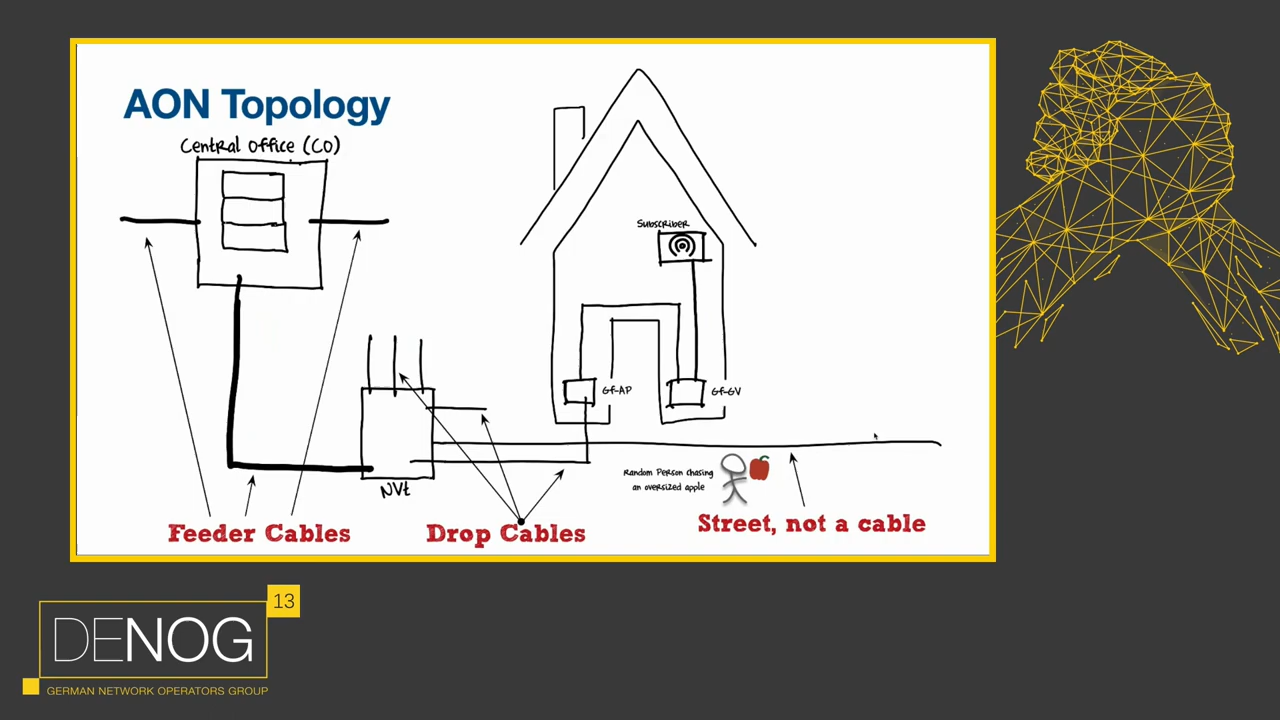 AON Topology
Central Office (CO)
Subscriber
Gf-AP
Gf-GV
NVt
Random Person chasing
an oversized apple
Feeder Cables
Drop Cables
Street, not a cable
13
DENOG
GERMAN NETWORK OPERATORS GROUP